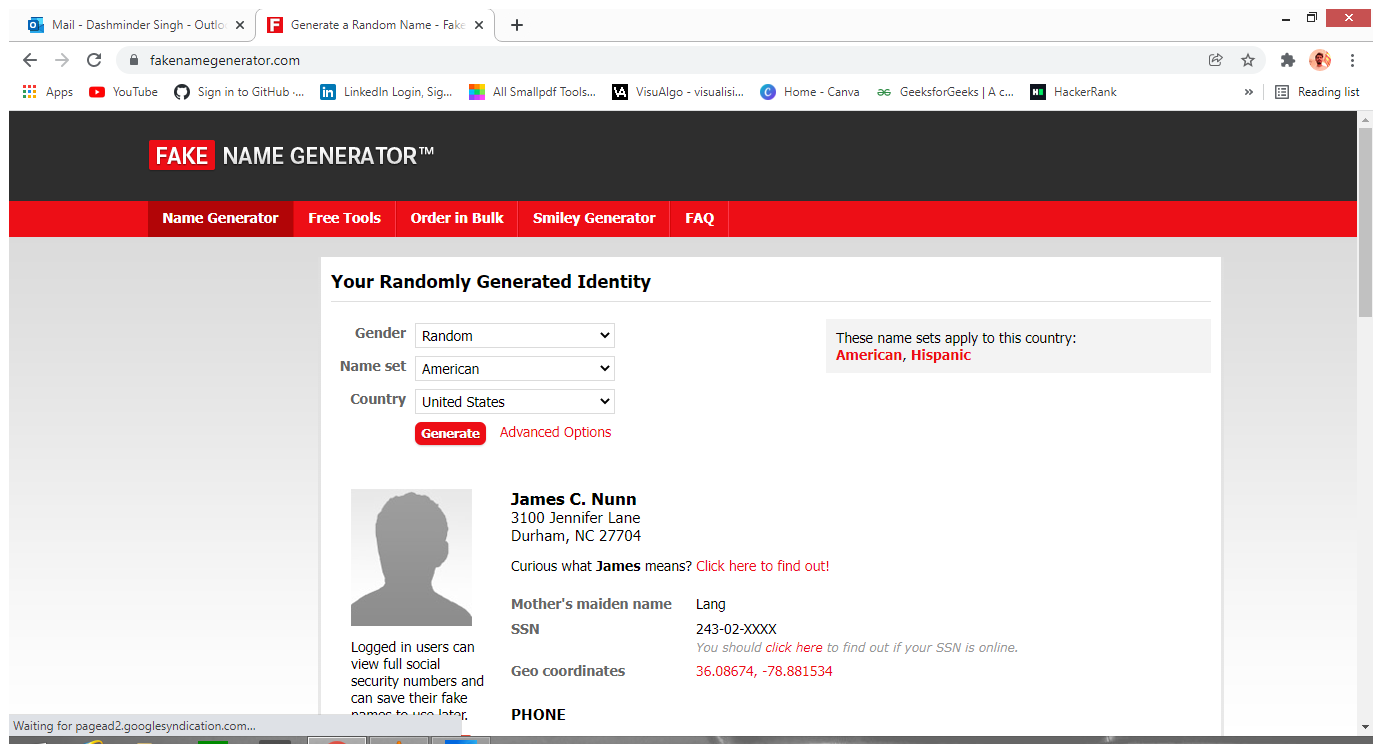 Mail - Dashminder Singh - Outlo
Generate a Random Name - Fake
fakenamegenerator.com
Apps
YouTube
Sign in to GitHub ·...
LinkedIn Login, Sig...
All Smallpdf Tools...
VisuAlgo - visualisi...
Home - Canva
GeeksforGeeks | A c...
HackerRank
»
Reading list
FAKE NAME GENERATOR™
Name Generator
Free Tools
Order in Bulk
Smiley Generator
FAQ
Your Randomly Generated Identity
Gender Random
Name set American
Country United States
Generate Advanced Options
These name sets apply to this country:
American, Hispanic
James C. Nunn
3100 Jennifer Lane
Durham, NC 27704
Curious what James means? Click here to find out!
Mother's maiden name Lang
SSN 243-02-XXXX
You should click here to find out if your SSN is online.
Geo coordinates 36.08674, -78.881534
PHONE
Logged in users can
view full social
security numbers and
can save their fake
names to use later.
Waiting for pagead2.googlesyndication.com...